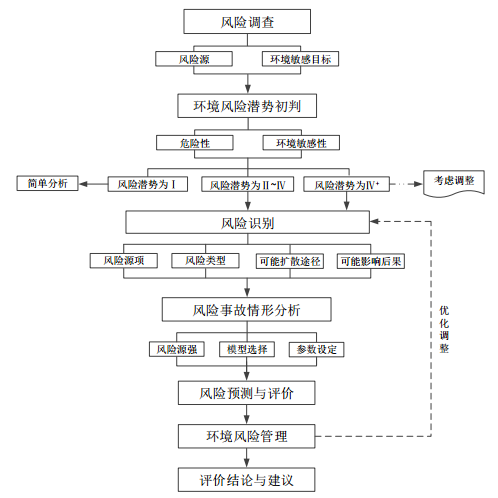 风险调查
风险源
环境敏感目标
环境风险潜势初判
危险性
环境敏感性
简单分析
风险潜势为Ⅰ
风险潜势为Ⅱ~Ⅳ
风险潜势为Ⅳ+
考虑调整
风险识别
风险源项
风险类型
可能扩散途径
可能影响后果
风险事故情形分析
优化调整
风险源强
模型选择
参数设定
风险预测与评价
环境风险管理
评价结论与建议